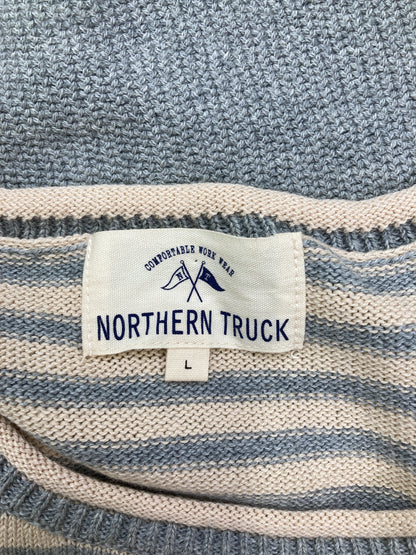 COMFORTABLE WORK WEAR
N T
NORTHERN TRUCK
L